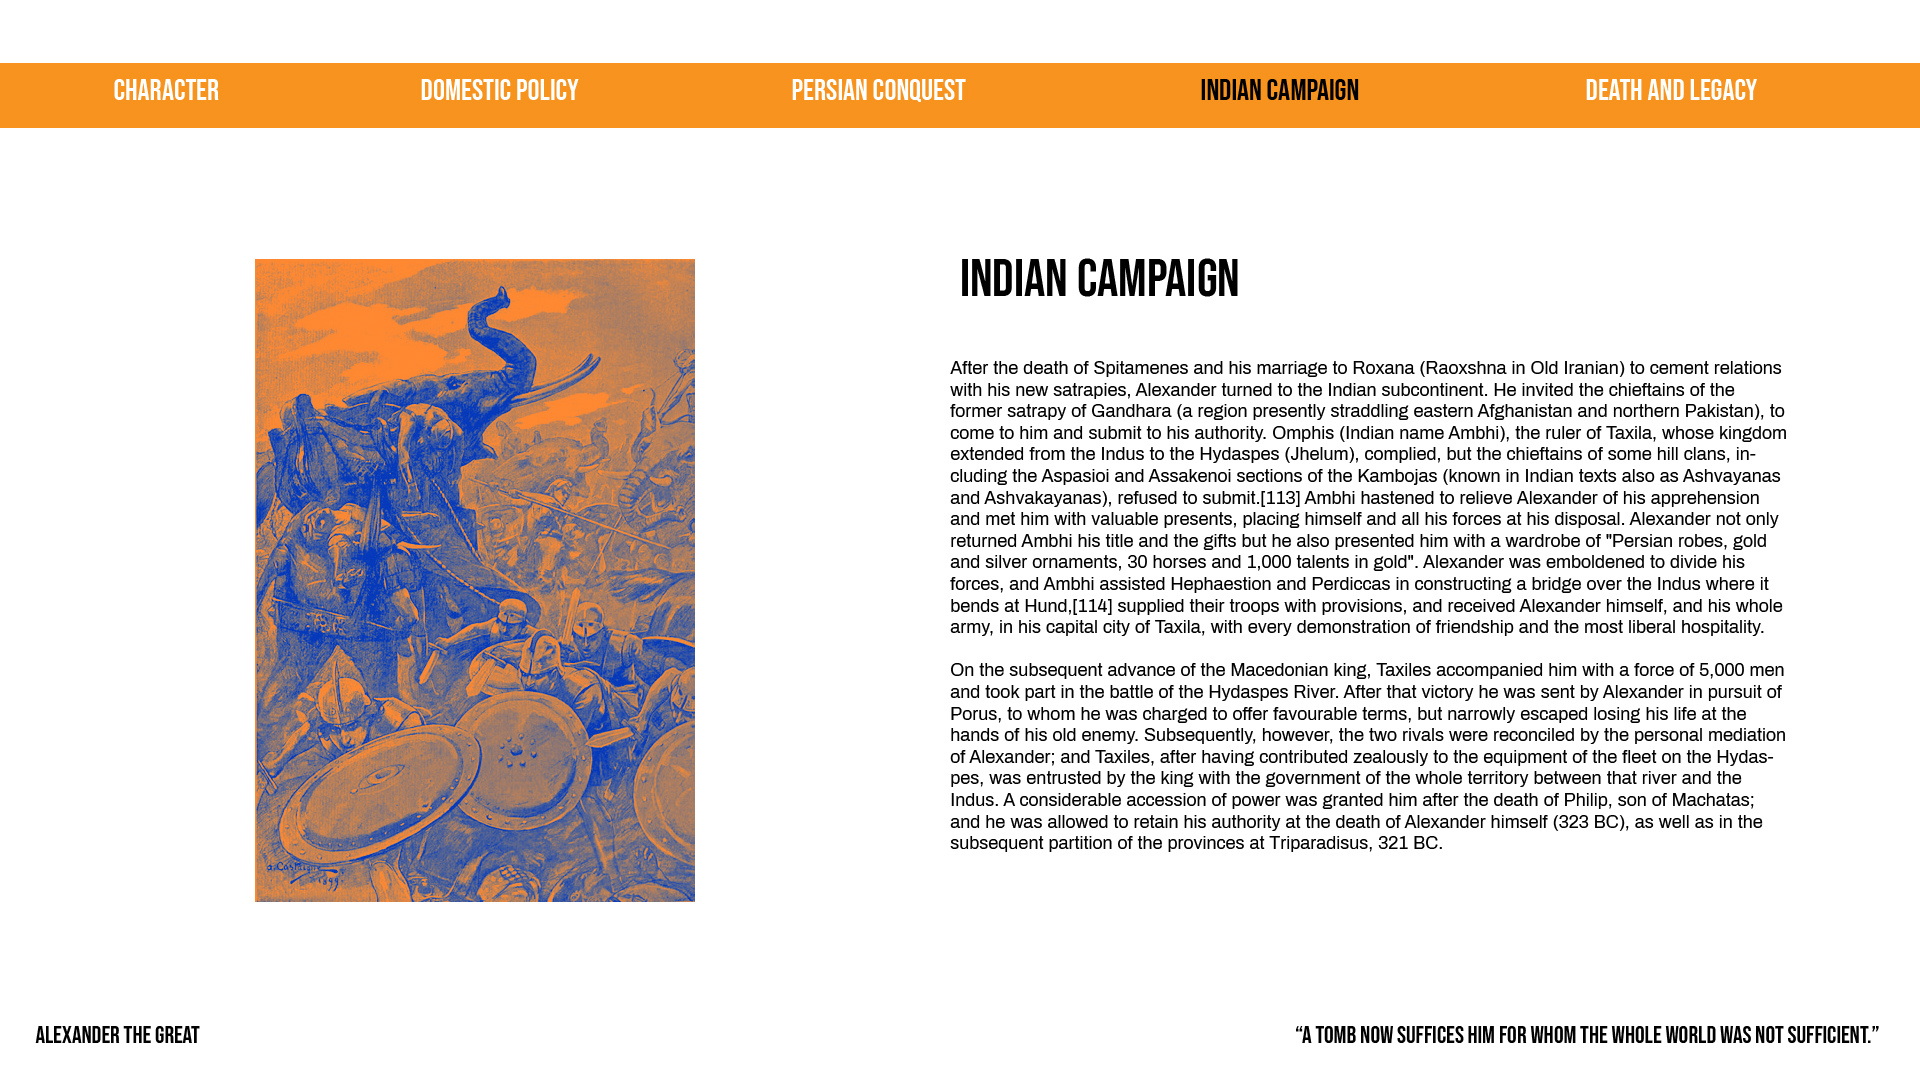 CHARACTER
DOMESTIC POLICY
PERSIAN CONQUEST
INDIAN CAMPAIGN
DEATH AND LEGACY
INDIAN CAMPAIGN
After the death of Spitamenes and his marriage to Roxana (Raoxshna in Old Iranian) to cement relations
with his new satrapies, Alexander turned to the Indian subcontinent. He invited the chieftains of the
former satrapy of Gandhara (a region presently straddling eastern Afghanistan and northern Pakistan), to
come to him and submit to his authority. Omphis (Indian name Ambhi), the ruler of Taxila, whose kingdom
extended from the Indus to the Hydaspes (Jhelum), complied, but the chieftains of some hill clans, in-
cluding the Aspasioi and Assakenoi sections of the Kambojas (known in Indian texts also as Ashvayanas
and Ashvakayanas), refused to submit.[113] Ambhi hastened to relieve Alexander of his apprehension
and met him with valuable presents, placing himself and all his forces at his disposal. Alexander not only
returned Ambhi his title and the gifts but he also presented him with a wardrobe of "Persian robes, gold
and silver ornaments, 30 horses and 1,000 talents in gold". Alexander was emboldened to divide his
forces, and Ambhi assisted Hephaestion and Perdiccas in constructing a bridge over the Indus where it
bends at Hund,[114] supplied their troops with provisions, and received Alexander himself, and his whole
army, in his capital city of Taxila, with every demonstration of friendship and the most liberal hospitality.
On the subsequent advance of the Macedonian king, Taxiles accompanied him with a force of 5,000 men
and took part in the battle of the Hydaspes River. After that victory he was sent by Alexander in pursuit of
Porus, to whom he was charged to offer favourable terms, but narrowly escaped losing his life at the
hands of his old enemy. Subsequently, however, the two rivals were reconciled by the personal mediation
of Alexander; and Taxiles, after having contributed zealously to the equipment of the fleet on the Hydas-
pes, was entrusted by the king with the government of the whole territory between that river and the
Indus. A considerable accession of power was granted him after the death of Philip, son of Machatas;
and he was allowed to retain his authority at the death of Alexander himself (323 BC), as well as in the
subsequent partition of the provinces at Triparadisus, 321 BC.
a. Castaigne
1899
ALEXANDER THE GREAT
“A TOMB NOW SUFFICES HIM FOR WHOM THE WHOLE WORLD WAS NOT SUFFICIENT.”